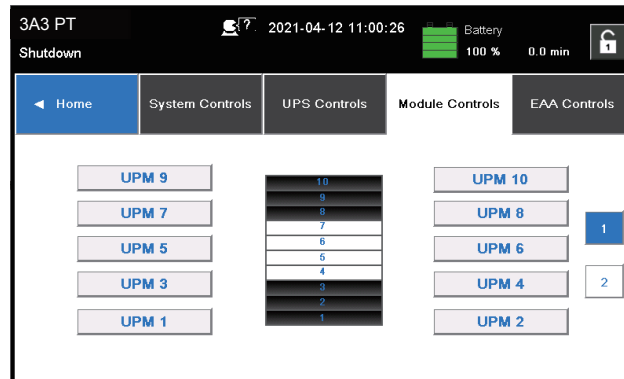 3A3 PT
? 2021-04-12 11:00:26
Battery
Shutdown
100 % 0.0 min
1
◄ Home
System Controls
UPS Controls
Module Controls
EAA Controls
UPM 9
UPM 7
UPM 5
UPM 3
UPM 1
10
9
8
7
6
5
4
3
2
1
UPM 10
UPM 8
UPM 6
UPM 4
UPM 2
1
2